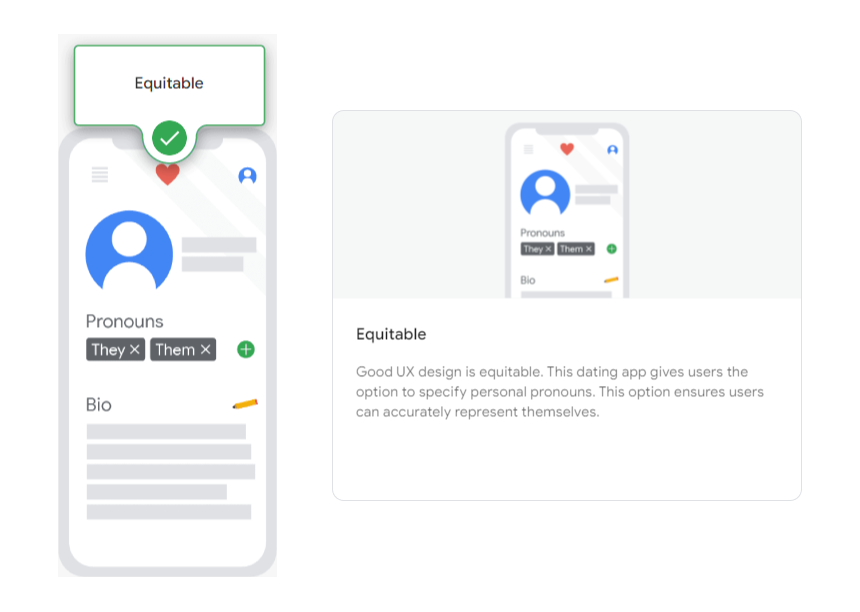 Equitable
Pronouns
They × Them ×
Bio
Pronouns
They × Them ×
Bio
Equitable
Good UX design is equitable. This dating app gives users the
option to specify personal pronouns. This option ensures users
can accurately represent themselves.